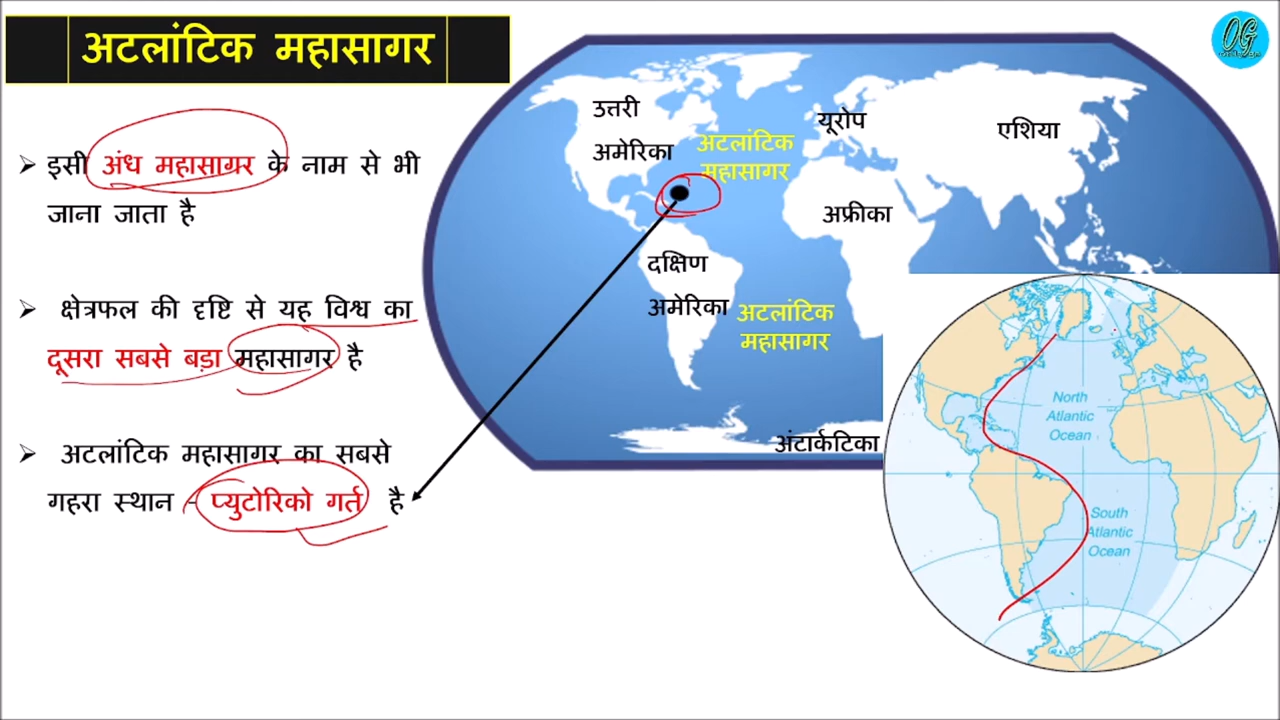 अटलांटिक महासागर
इसी अंध महासागर के नाम से भी
जाना जाता है
क्षेत्रफल की दृष्टि से यह विश्व का
दूसरा सबसे बड़ा महासागर है
अटलांटिक महासागर का सबसे
गहरा स्थान - प्युटोरिको गर्त है
OG
उत्तरी
अमेरिका
अटलांटिक
महासागर
यूरोप
एशिया
अफ्रीका
दक्षिण
अमेरिका
अटलांटिक
महासागर
अंटार्कटिका
North
Atlantic
Ocean
South
Atlantic
Ocean